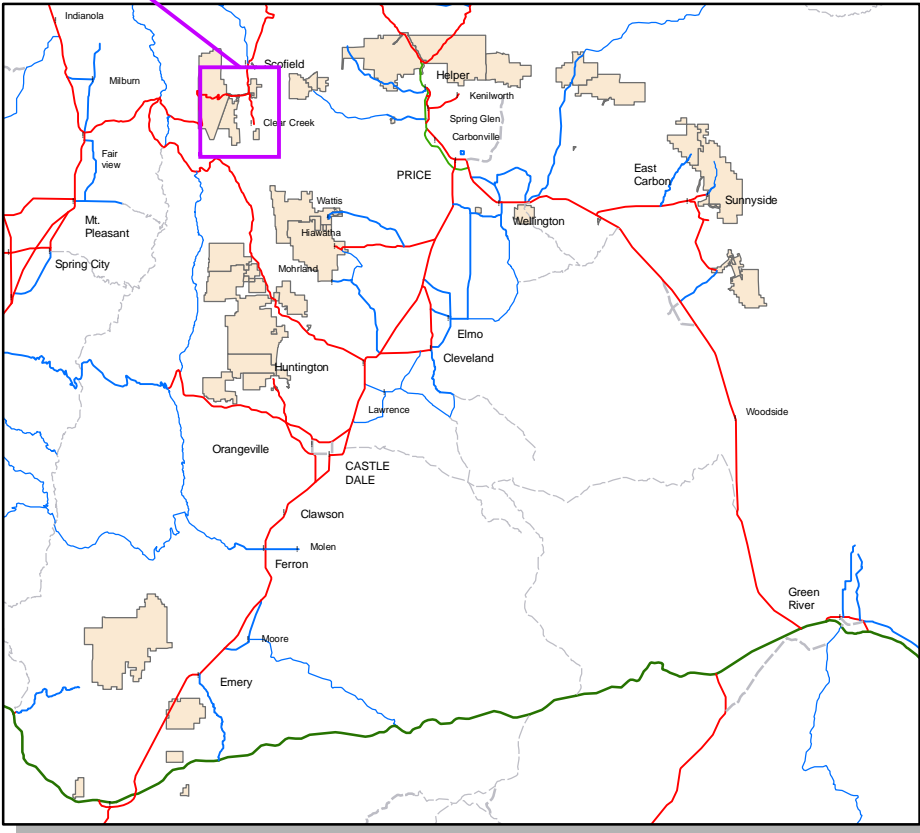 Indianola
Scofield
Helper
Milburn
Kenilworth
Clear Creek
Spring Glen
Carbonville
Fair
view
PRICE
East
Carbon
Sunnyside
Wattis
Wellington
Mt.
Pleasant
Hiawatha
Spring City
Mohrland
Elmo
Cleveland
Huntington
Lawrence
Woodside
Orangeville
CASTLE
DALE
Clawson
Molen
Ferron
Green
River
Moore
Emery